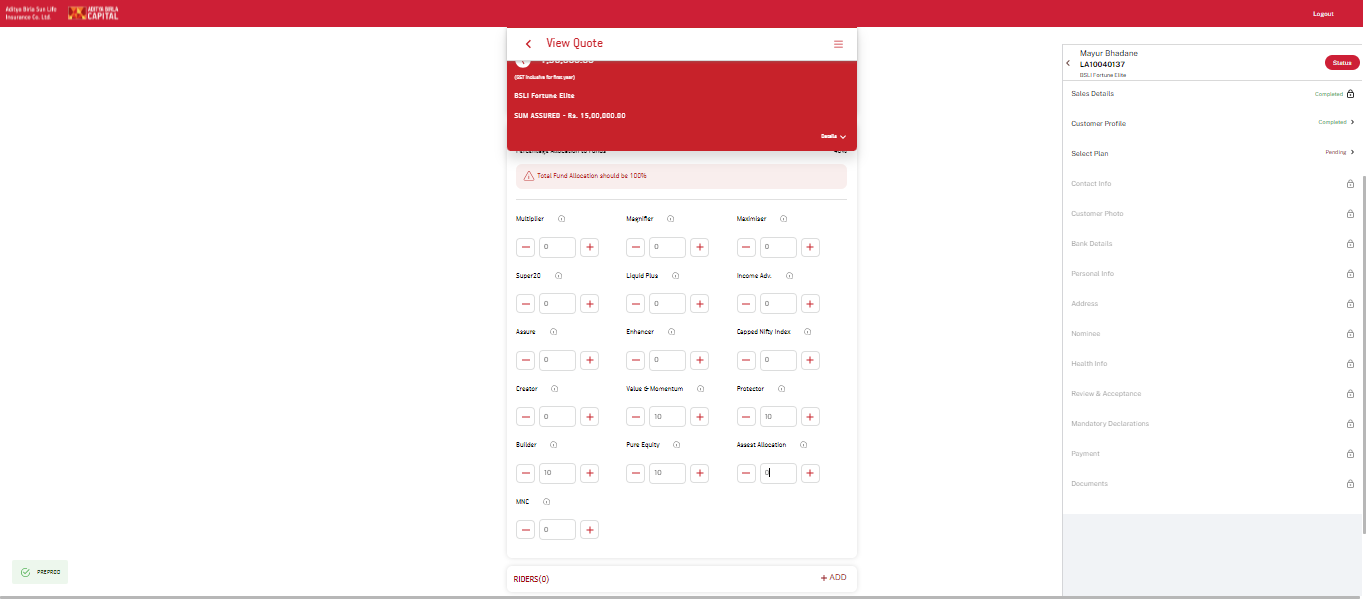 Aditya Birla Sun Life
Insurance Co. Ltd.
ADITYA BIRLA
CAPITAL
Logout
View Quote
(GST Inclusive for first year)
BSLI Fortune Elite
SUM ASSURED - Rs. 15,00,000.00
Details
Percentage Allocation to Funds
40%
Total Fund Allocation should be 100%
Multiplier
Magnifier
Maximiser
0
0
0
Super20
Liquid Plus
Income Adv.
0
0
0
Assure
Enhancer
Capped Nifty Index
0
0
0
Creator
Value & Momentum
Protector
0
10
10
Builder
Pure Equity
Assest Allocation
10
10
0
MNC
0
RIDERS(0)
+ ADD
PREPROD
Mayur Bhadane
LA10040137
BSLI Fortune Elite
Status
Sales Details
Completed
Customer Profile
Completed
Select Plan
Pending
Contact Info
Customer Photo
Bank Details
Personal Info
Address
Nominee
Health Info
Review & Acceptance
Mandatory Declarations
Payment
Documents